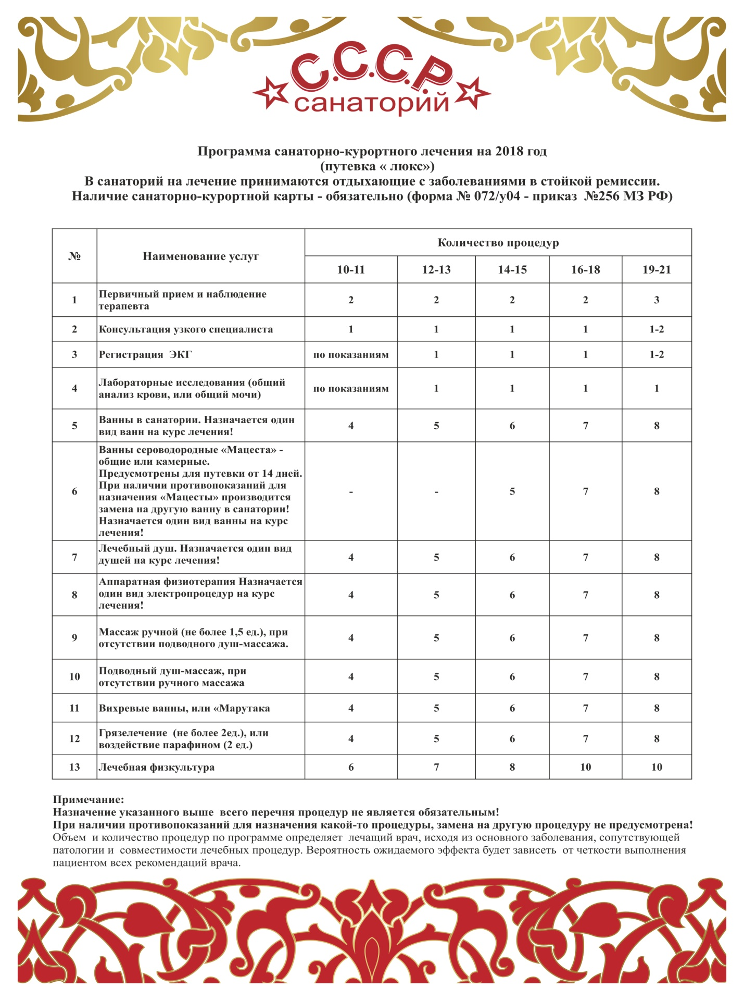 С.С.С.Р.
санаторий
Программа санаторно-курортного лечения на 2018 год
(путевка « люкс»)
В санаторий на лечение принимаются отдыхающие с заболеваниями в стойкой ремиссии.
Наличие санаторно-курортной карты - обязательно (форма № 072/у04 - приказ №256 МЗ РФ)
№ Наименование услуг Количество процедур
10-11 12-13 14-15 16-18 19-21
1 Первичный прием и наблюдение
терапевта 2 2 2 2 3
2 Консультация узкого специалиста 1 1 1 1 1-2
3 Регистрация ЭКГ по показаниям 1 1 1 1-2
4 Лабораторные исследования (общий
анализ крови, или общий мочи) по показаниям 1 1 1 1
5 Ванны в санатории. Назначается один
вид ванн на курс лечения! 4 5 6 7 8
Ванны сероводородные «Мацеста» -
общие или камерные.
Предусмотрены для путевки от 14 дней.
При наличии противопоказаний для
6 назначения «Мацесты» производится - - 5 7 8
замена на другую ванну в санатории!
Назначается один вид ванны на курс
лечения!
7 Лечебный душ. Назначается один вид
душей на курс лечения! 4 5 6 7 8
Аппаратная физиотерапия Назначается
8 один вид электропроцедур на курс 4 5 6 7 8
лечения!
9 Массаж ручной (не более 1,5 ед.), при
отсутствии подводного душ-массажа. 4 5 6 7 8
10 Подводный душ-массаж, при
отсутствии ручного массажа 4 5 6 7 8
11 Вихревые ванны, или «Марутака 4 5 6 7 8
12 Грязелечение (не более 2ед.), или
воздействие парафином (2 ед.) 4 5 6 7 8
13 Лечебная физкультура 6 7 8 10 10
Примечание:
Назначение указанного выше всего перечня процедур не является обязательным!
При наличии противопоказаний для назначения какой-то процедуры, замена на другую процедуру не предусмотрена!
Объем и количество процедур по программе определяет лечащий врач, исходя из основного заболевания, сопутствующей
патологии и совместимости лечебных процедур. Вероятность ожидаемого эффекта будет зависеть от четкости выполнения
пациентом всех рекомендаций врача.